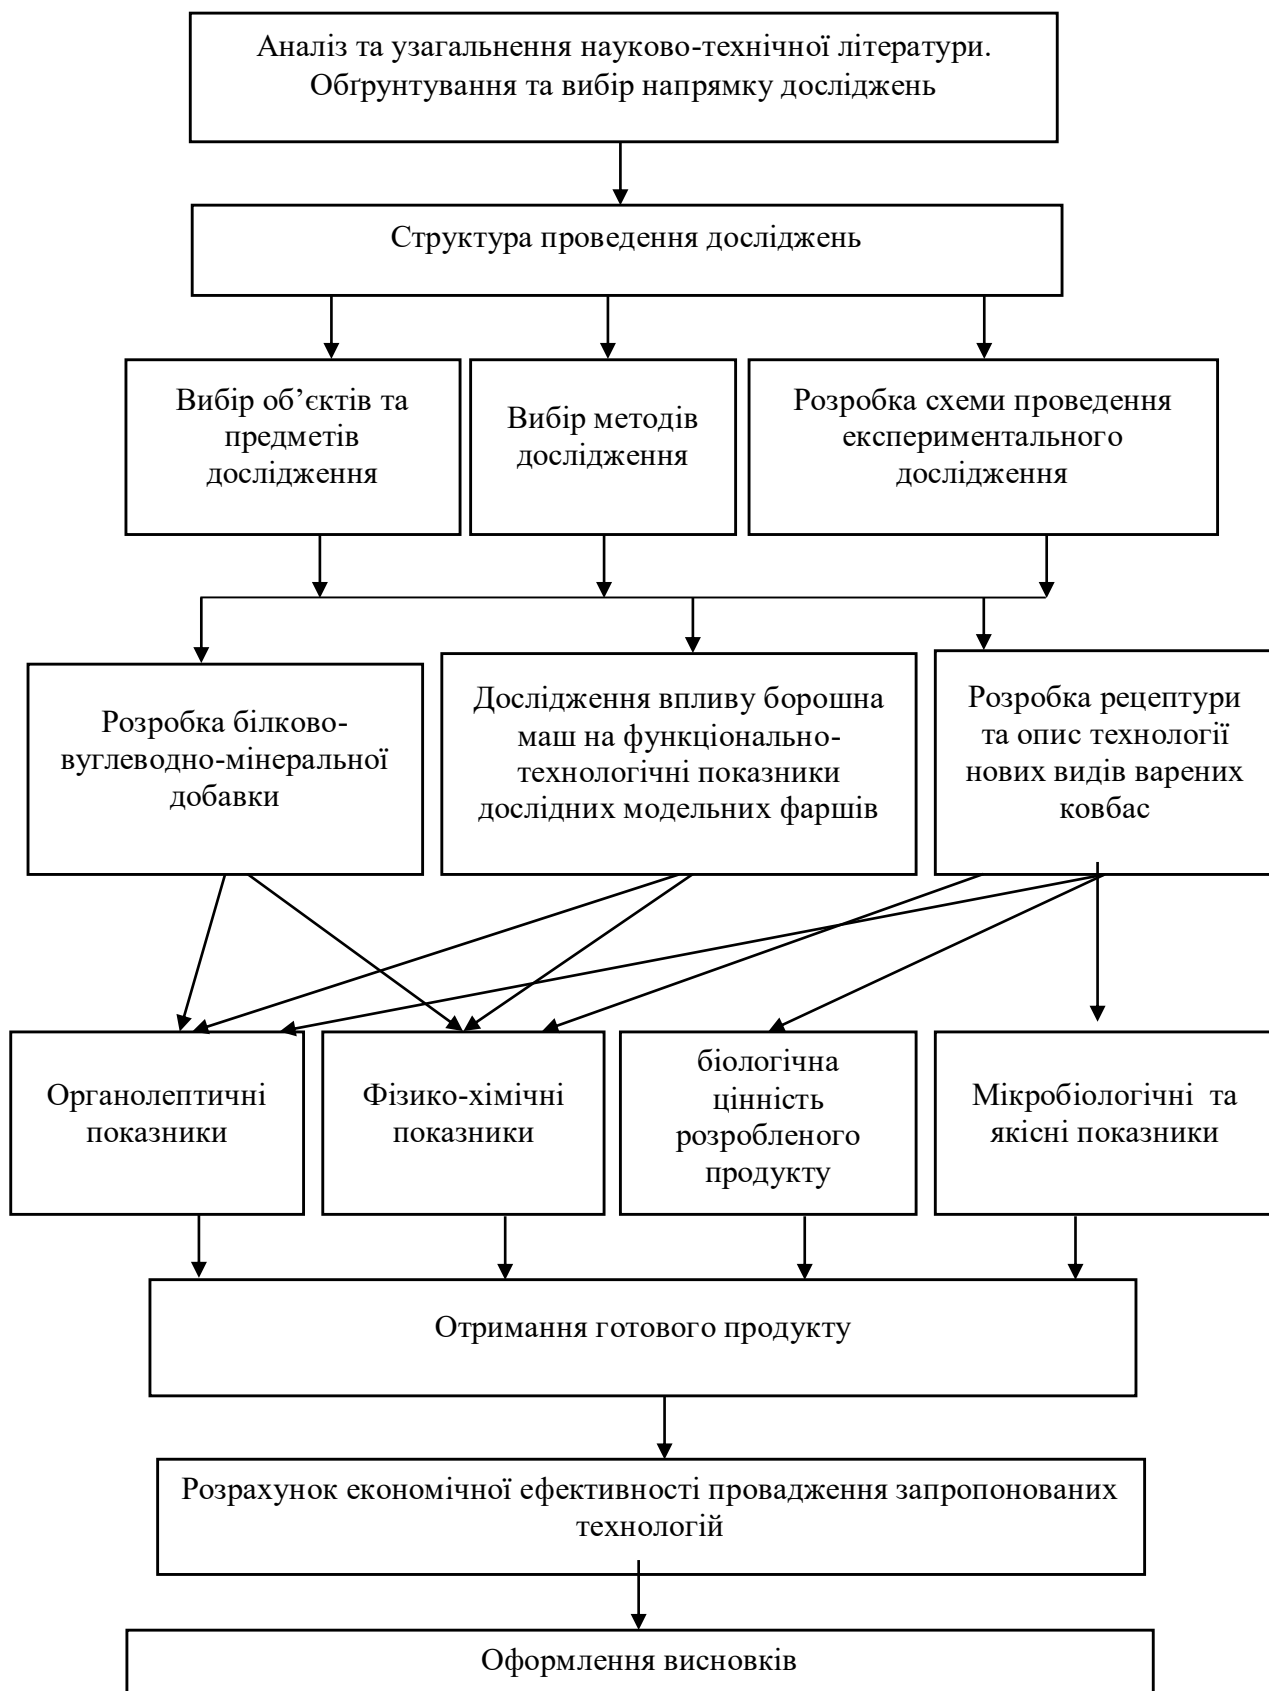 Аналіз та узагальнення науково-технічної літератури.
Обґрунтування та вибір напрямку досліджень
Структура проведення досліджень
Вибір об’єктів та
предметів
дослідження
Вибір методів
дослідження
Розробка схеми проведення
експериментального
дослідження
Розробка білково-
вуглеводно-мінеральної
добавки
Дослідження впливу борошна
маш на функціонально-
технологічні показники
дослідних модельних фаршів
Розробка рецептури
та опис технології
нових видів варених
ковбас
Органолептичні
показники
Фізико-хімічні
показники
біологічна
цінність
розробленого
продукту
Мікробіологічні та
якісні показники
Отримання готового продукту
Розрахунок економічної ефективності провадження запропонованих
технологій
Оформлення висновків